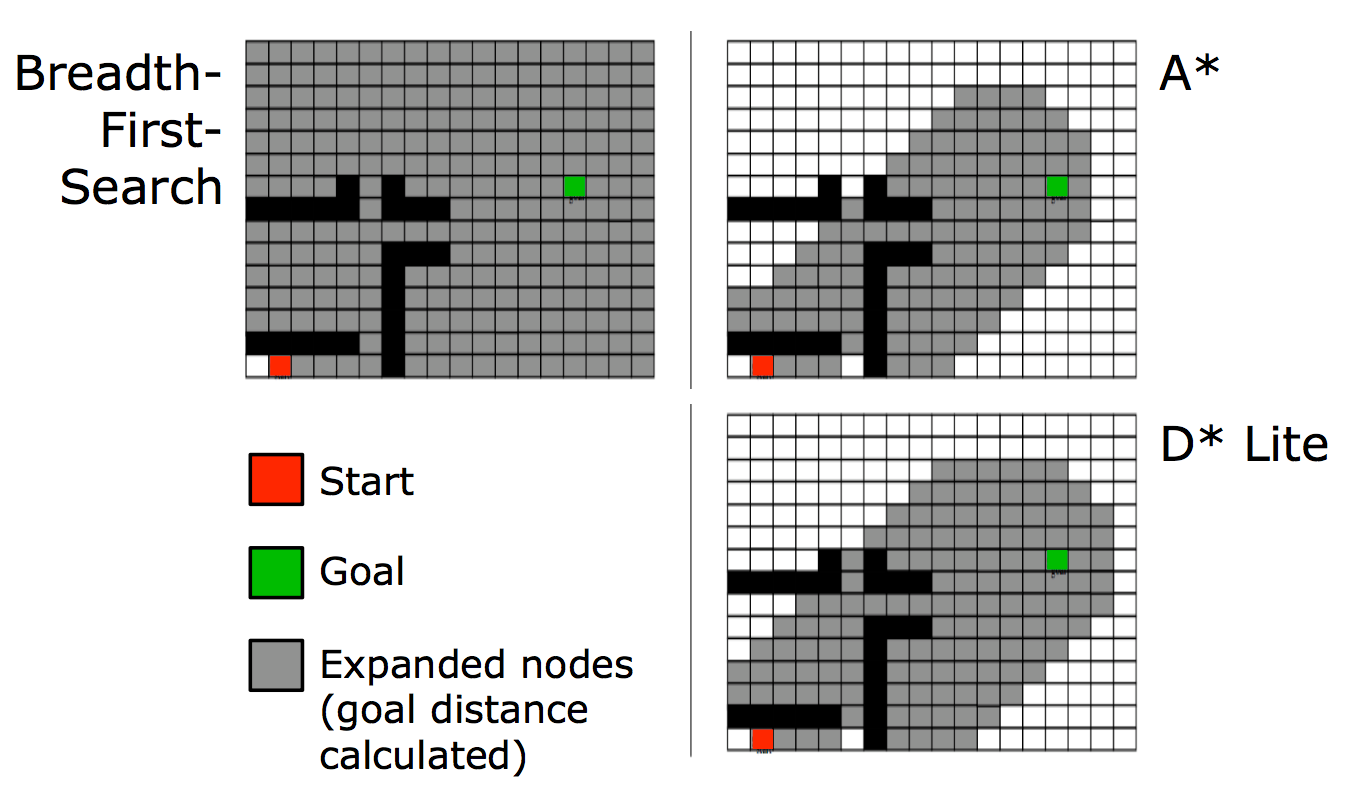 Breadth-
First-
Search
A*
D* Lite
Start
Goal
Expanded nodes
(goal distance
calculated)